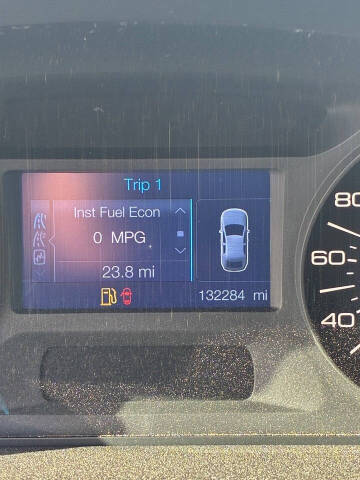 Trip 1
Inst Fuel Econ
0 MPG
23.8 mi
132284 mi
80
60
40